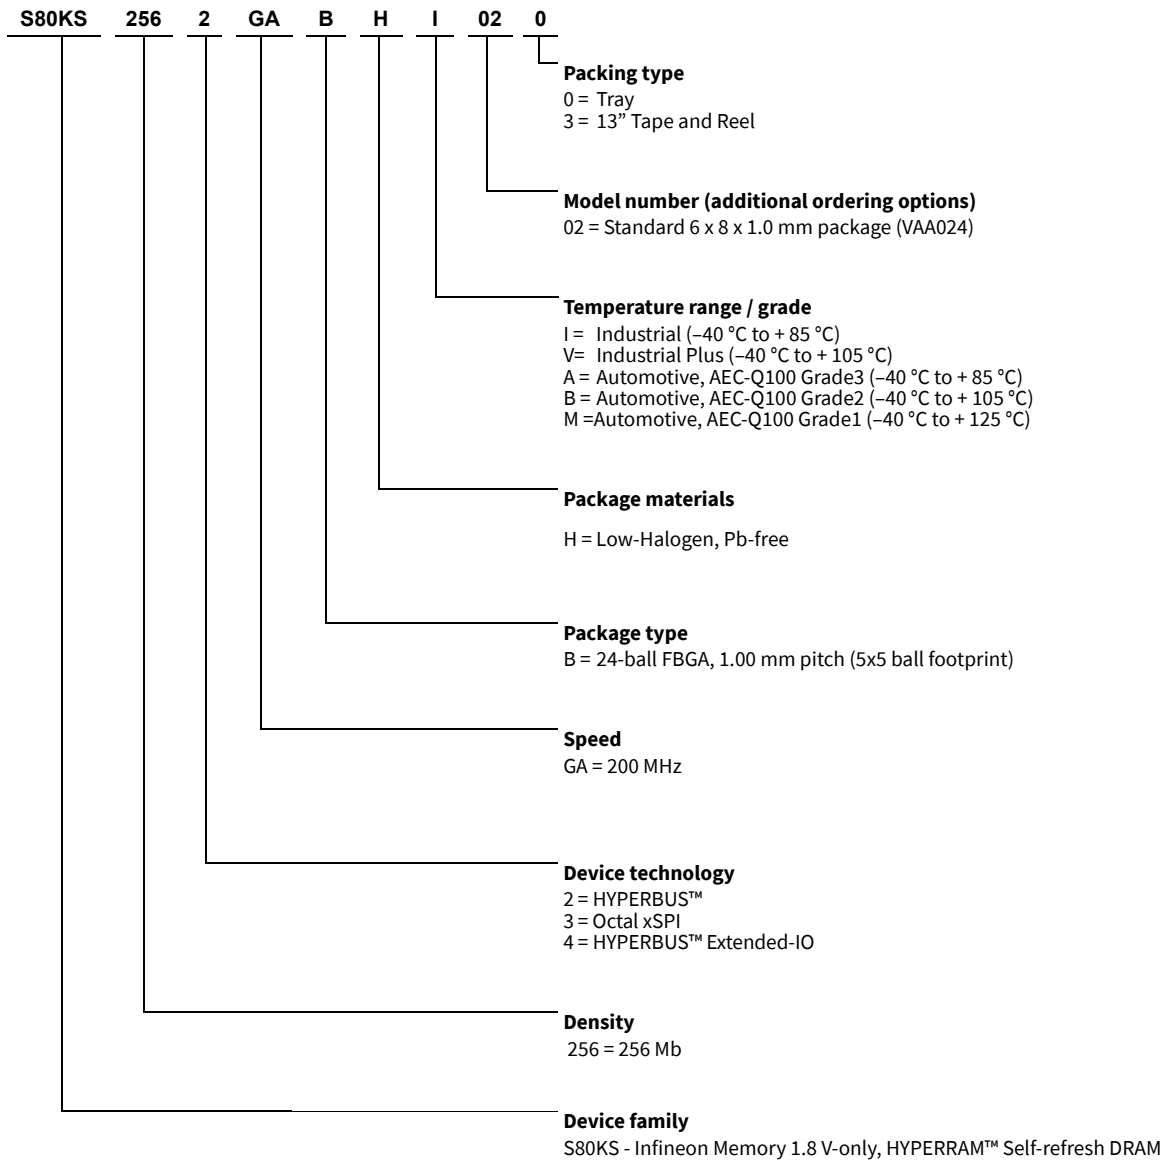 S80KS 256 2 GA B H I 02 0
Packing type
0 = Tray
3 = 13” Tape and Reel
Model number (additional ordering options)
02 = Standard 6 x 8 x 1.0 mm package (VAA024)
Temperature range / grade
I = Industrial (–40 °C to + 85 °C)
V= Industrial Plus (–40 °C to + 105 °C)
A = Automotive, AEC-Q100 Grade3 (–40 °C to + 85 °C)
B = Automotive, AEC-Q100 Grade2 (–40 °C to + 105 °C)
M =Automotive, AEC-Q100 Grade1 (–40 °C to + 125 °C)
Package materials
H = Low-Halogen, Pb-free
Package type
B = 24-ball FBGA, 1.00 mm pitch (5x5 ball footprint)
Speed
GA = 200 MHz
Device technology
2 = HYPERBUS™
3 = Octal xSPI
4 = HYPERBUS™ Extended-IO
Density
256 = 256 Mb
Device family
S80KS - Infineon Memory 1.8 V-only, HYPERRAM™ Self-refresh DRAM